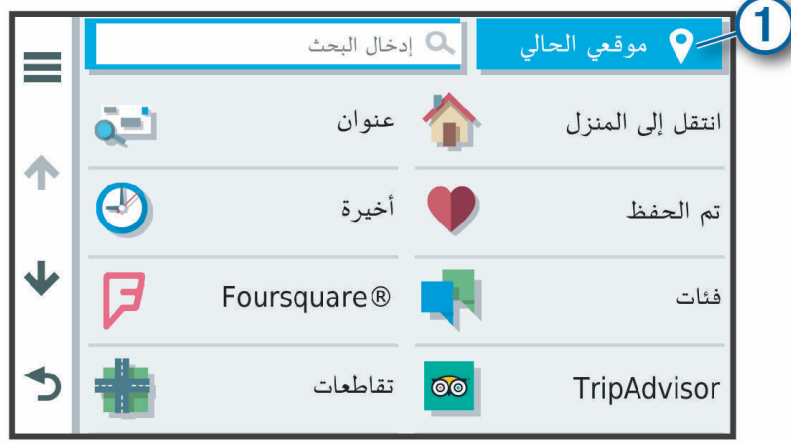 1
موقعي الحالي
إدخال البحث
انتقل إلى المنزل
عنوان
تم الحفظ
أخيرة
فئات
Foursquare®
TripAdvisor
تقاطعات